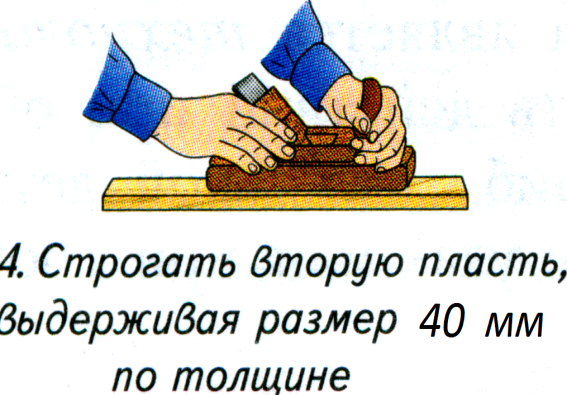 4. Строгать вторую пласть,
выдерживая размер 40 мм
по толщине